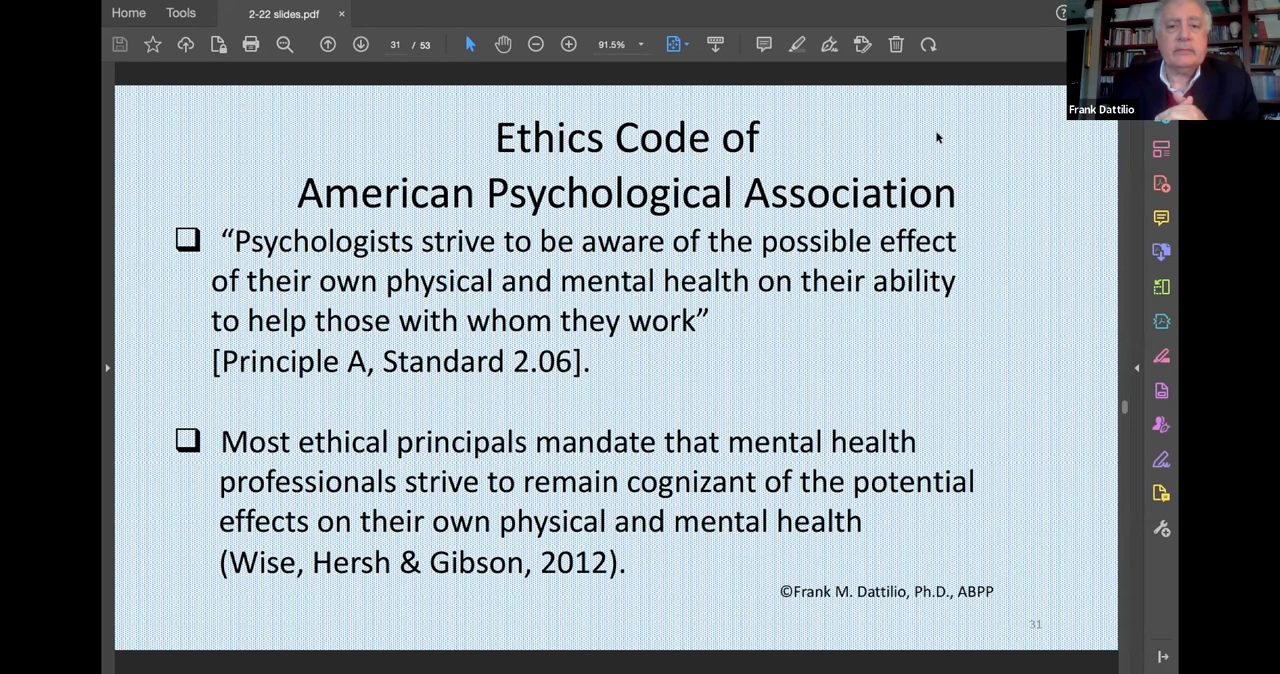 Home Tools 2-22 slides.pdf ×
31 / 53 91.5%
Frank Dattilio
Ethics Code of
American Psychological Association
“Psychologists strive to be aware of the possible effect
of their own physical and mental health on their ability
to help those with whom they work”
[Principle A, Standard 2.06].
Most ethical principals mandate that mental health
professionals strive to remain cognizant of the potential
effects on their own physical and mental health
(Wise, Hersh & Gibson, 2012).
©Frank M. Dattilio, Ph.D., ABPP
31